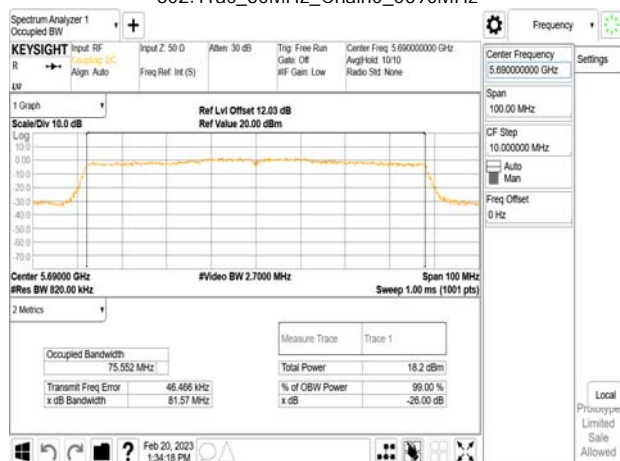 Spectrum Analyzer 1
Occupied BW
Frequency
KEYSIGHT
Input: RF
Coupling: DC
Align: Auto
Input Z: 50 Ω
Freq Ref: Int (S)
Atten: 30 dB
Trig: Free Run
Gate: Off
#IF Gain: Low
Center Freq: 5.690000000 GHz
Avg|Hold: 10/10
Radio Std: None
R
LU
1 Graph
Scale/Div 10.0 dB
Ref Lvl Offset 12.03 dB
Ref Value 20.00 dBm
Log
10.0
0.00
-10.0
-20.0
-30.0
-40.0
-50.0
-60.0
-70.0
Center 5.69000 GHz
#Res BW 820.00 kHz
#Video BW 2.7000 MHz
Span 100 MHz
Sweep 1.00 ms (1001 pts)
2 Metrics
Measure Trace Trace 1
Occupied Bandwidth
75.552 MHz
Total Power 18.2 dBm
Transmit Freq Error 46.466 kHz
% of OBW Power 99.00 %
x dB Bandwidth 81.57 MHz
x dB -26.00 dB
Feb 20, 2023
1:34:18 PM
Center Frequency
5.690000000 GHz
Settings
Span
100.00 MHz
CF Step
10.000000 MHz
Auto
Man
Freq Offset
0 Hz
Local
Prototype
Limited
Sale
Allowed